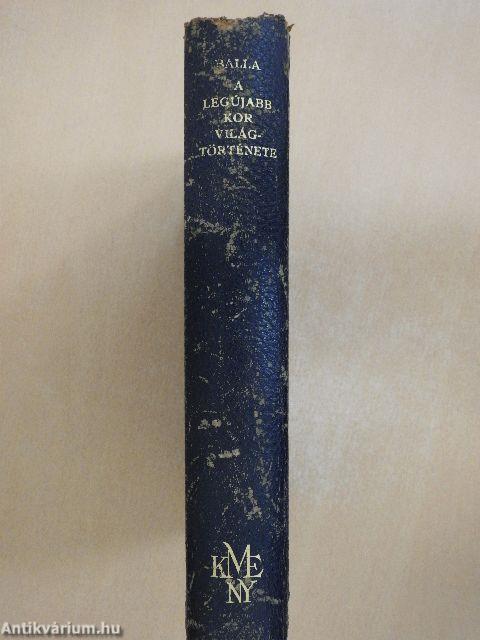 BALLA
A
LEGÚJABB
KOR
VILÁG-
TÖRTÉNETE
KMENY
Antikvárium.hu